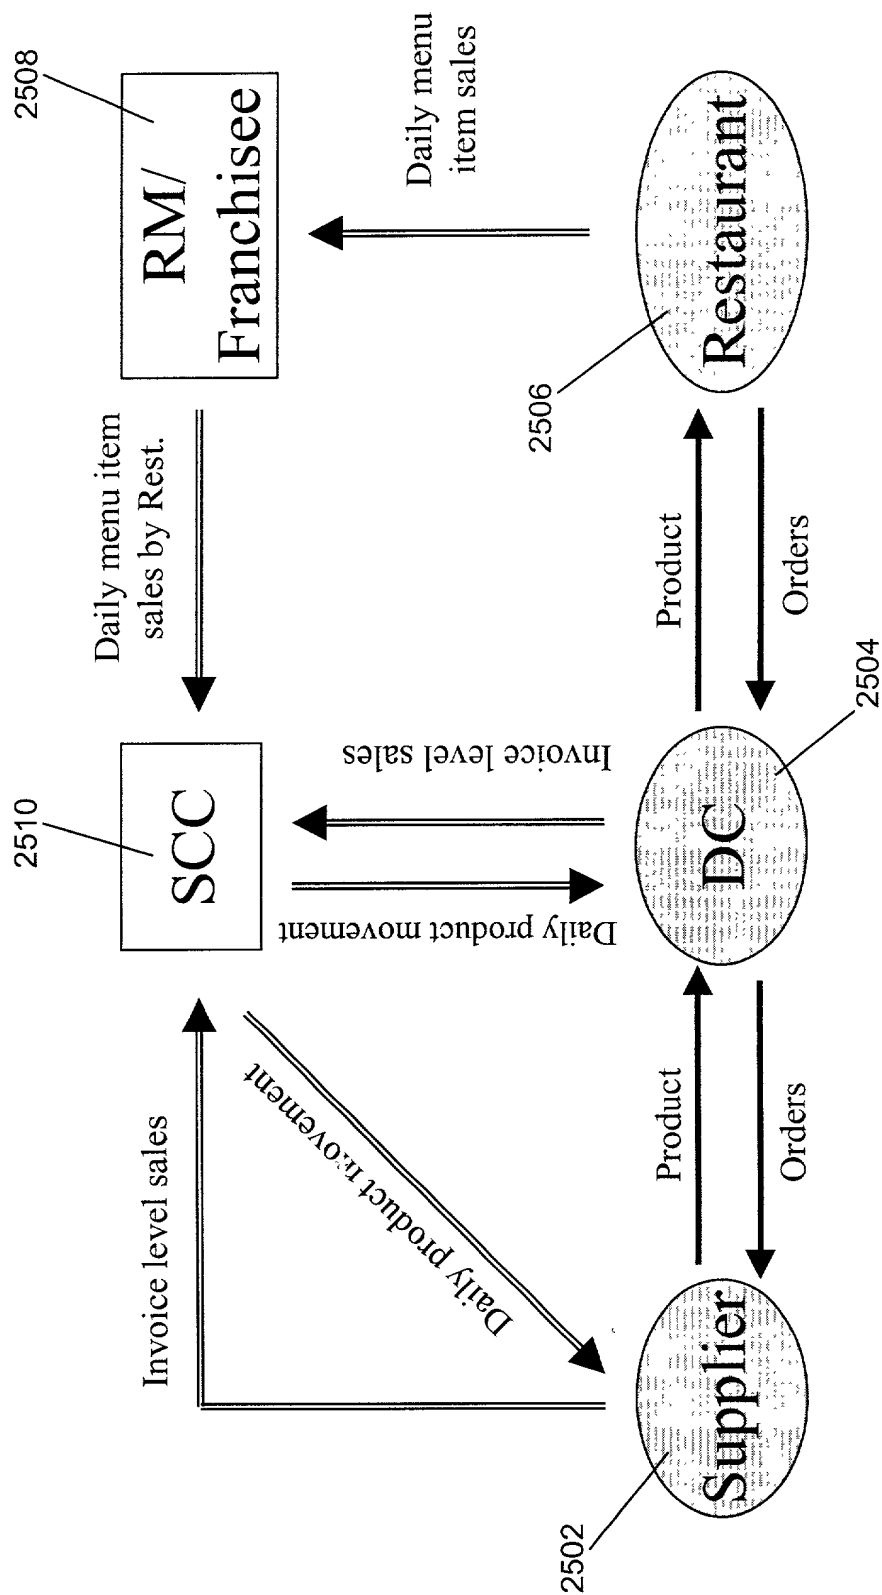 2510
2508
SCC
RM/
Franchisee
Invoice level sales
Daily menu item
sales by Rest.
Daily product movement
Daily product movement
Invoice level sales
Daily menu
item sales
2502
2506
Supplier
Product
Orders
DC
Product
Orders
Restaurant
2504